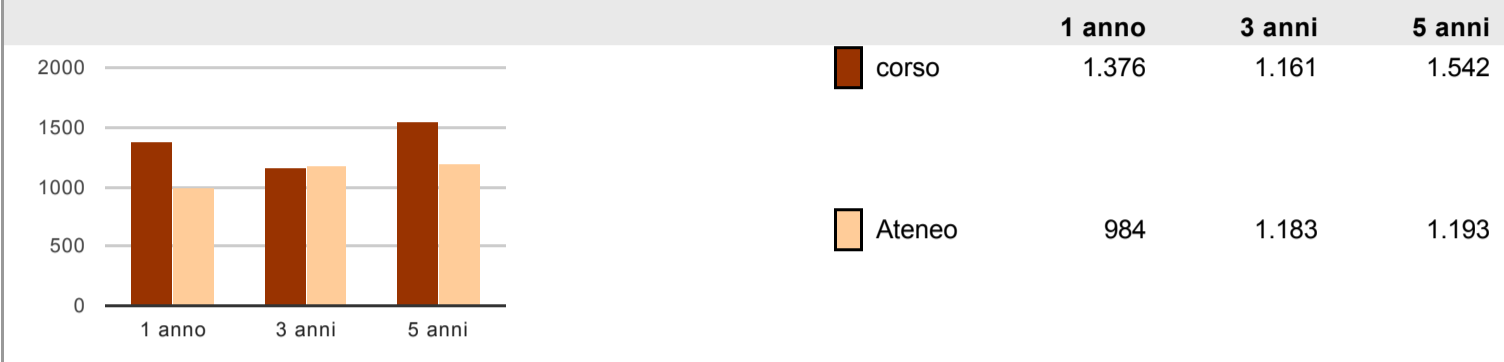 1 anno 3 anni 5 anni
2000
1500
1000
500
0
1 anno 3 anni 5 anni
corso 1.376 1.161 1.542
Ateneo 984 1.183 1.193